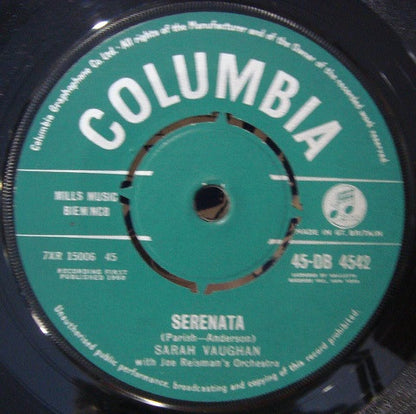 Columbia Graphophone Co. Ltd.-All rights of the Manufacturer and of the Owner of the recorded work reserved.
COLUMBIA
MILLS MUSIC
BIEM. NCB
MADE IN GT. BRITAIN
7XR 15006 45
45-DB 4542
RECORDING FIRST
PUBLISHED 1960
SERENATA
(Parish-Anderson)
SARAH VAUGHAN
with Joe Reisman's Orchestra
Unauthorised public performance, broadcasting and copying of this record prohibited.